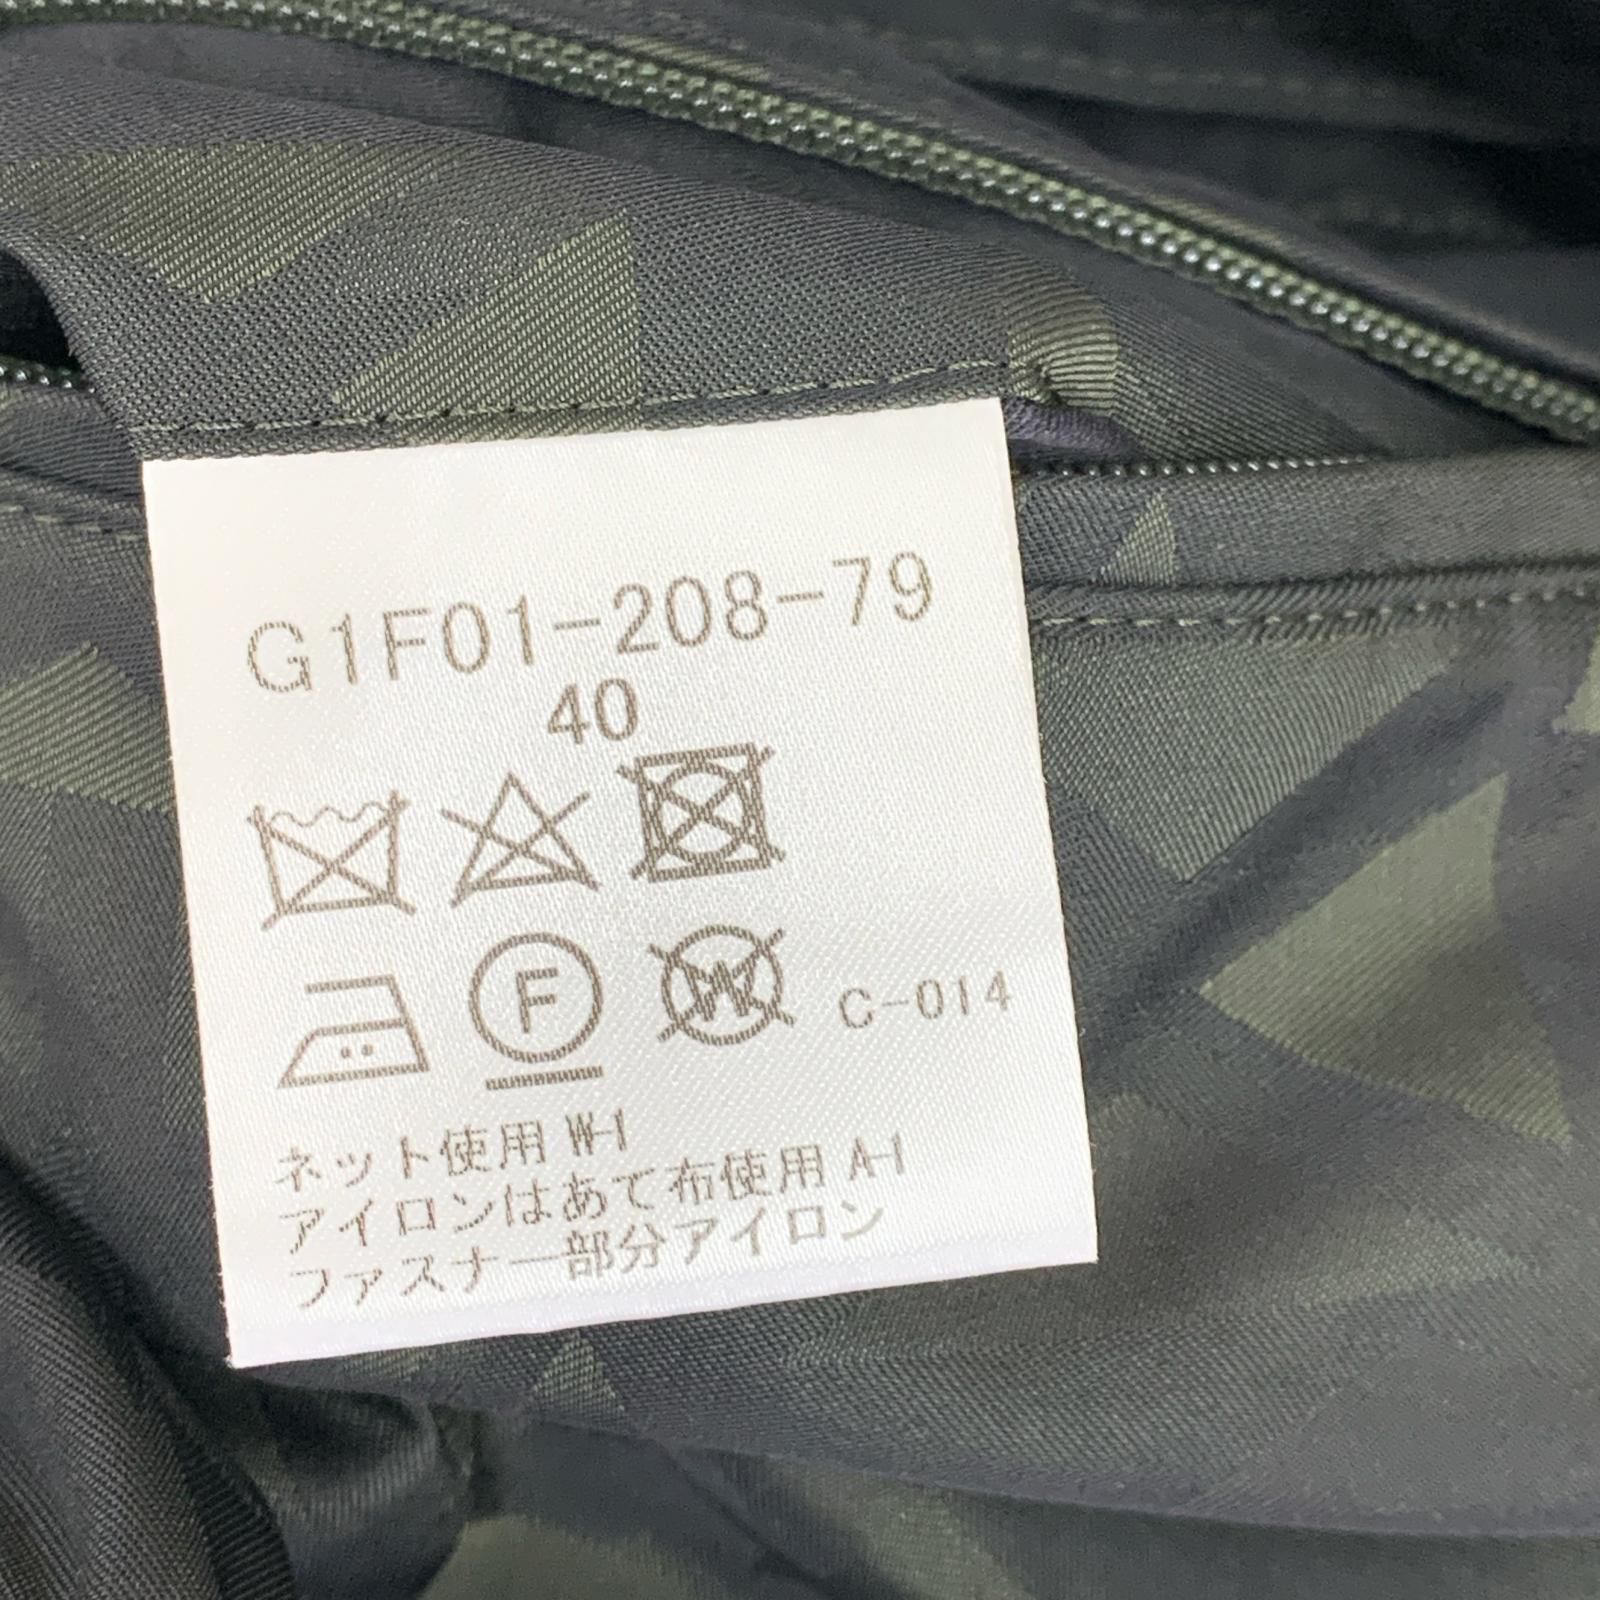 G1F01-208-79
40
F
W
C-014
ネット使用 W-1
アイロンはあて布使用 A-1
ファスナー部分アイロン